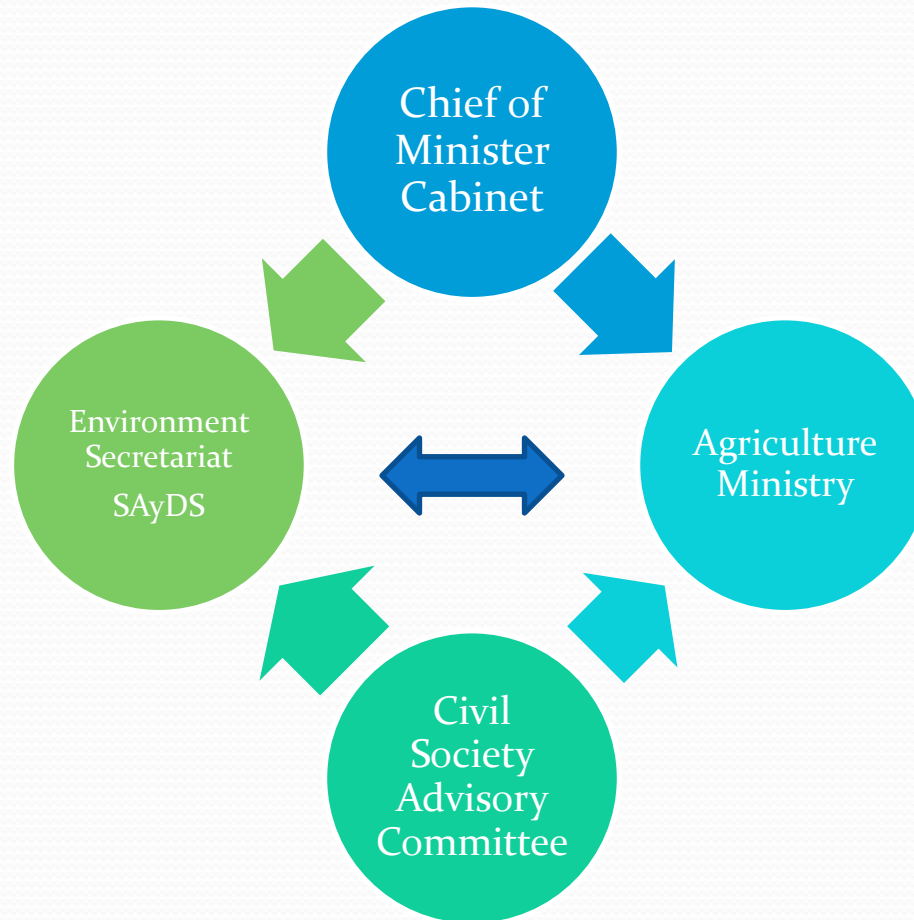 Chief of
Minister
Cabinet
Environment
Secretariat
SAyDS
Agriculture
Ministry
Civil
Society
Advisory
Committee